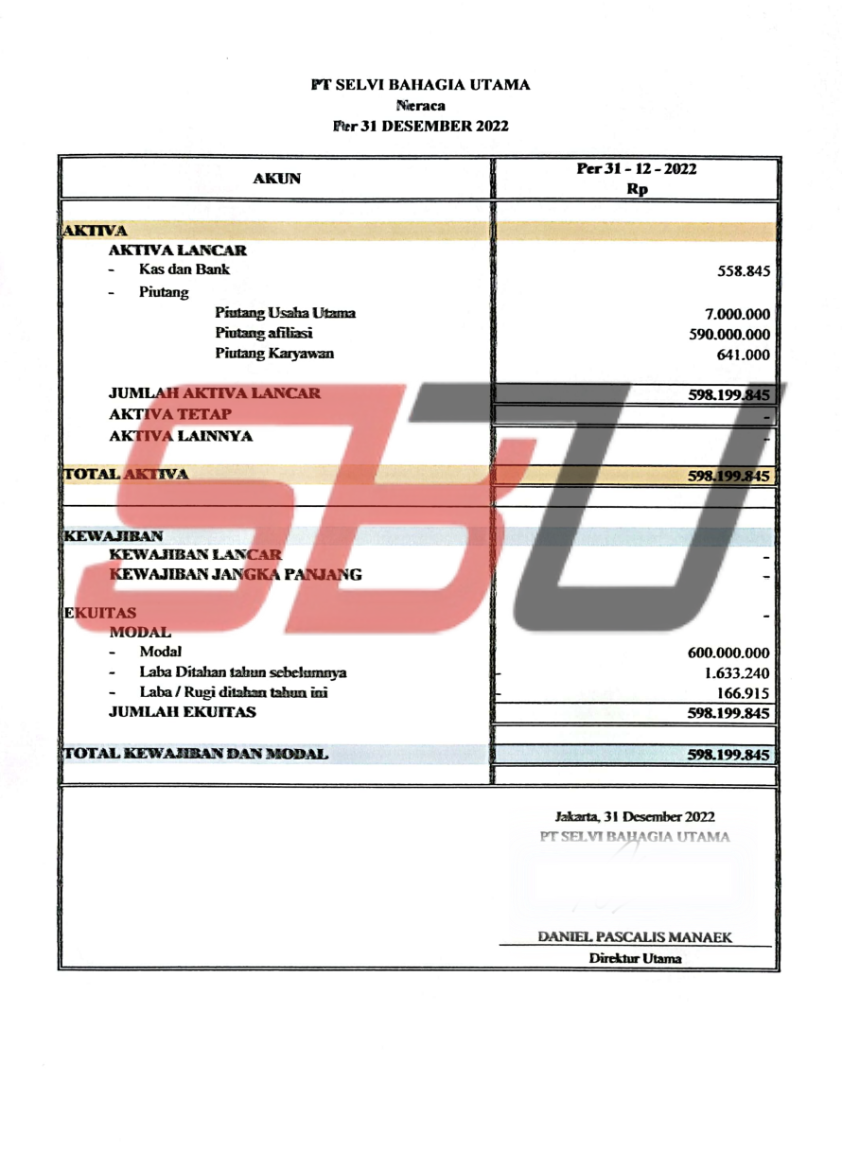 PT SELVI BAHAGIA UTAMA
Neraca
Per 31 DESEMBER 2022
AKUN
Per 31 - 12 - 2022
Rp
AKTIVA
AKTIVA LANCAR
- Kas dan Bank 558.845
- Piutang
Piutang Usaha Utama 7.000.000
Piutang afiliasi 590.000.000
Piutang Karyawan 641.000
JUMLAH AKTIVA LANCAR 598.199.845
AKTIVA TETAP -
AKTIVA LAINNYA -
TOTAL AKTIVA 598.199.845
SBU
KEWAJIBAN
KEWAJIBAN LANCAR -
KEWAJIBAN JANGKA PANJANG -
EKUITAS -
MODAL
- Modal 600.000.000
- Laba Ditahan tahun sebelumnya - 1.633.240
- Laba / Rugi ditahan tahun ini - 166.915
JUMLAH EKUITAS 598.199.845
TOTAL KEWAJIBAN DAN MODAL 598.199.845
Jakarta, 31 Desember 2022
PT SELVI BAHAGIA UTAMA
DANIEL PASCALIS MANAEK
Direktur Utama